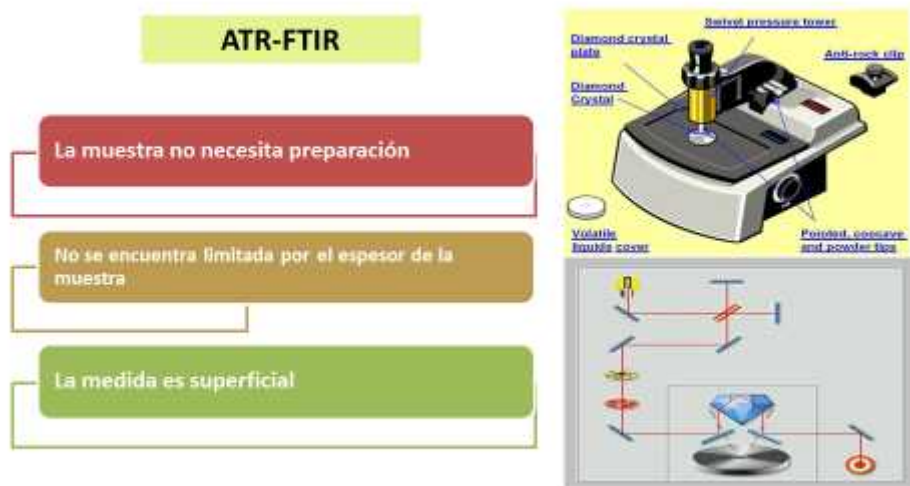 ATR-FTIR
La muestra no necesita preparación
No se encuentra limitada por el espesor de la
muestra
La medida es superficial
Swivel pressure tower
Diamond crystal
plate
Anti-rock clip
Diamond
Crystal
Volatile
liquids cover
Pointed, concave
and powder tips